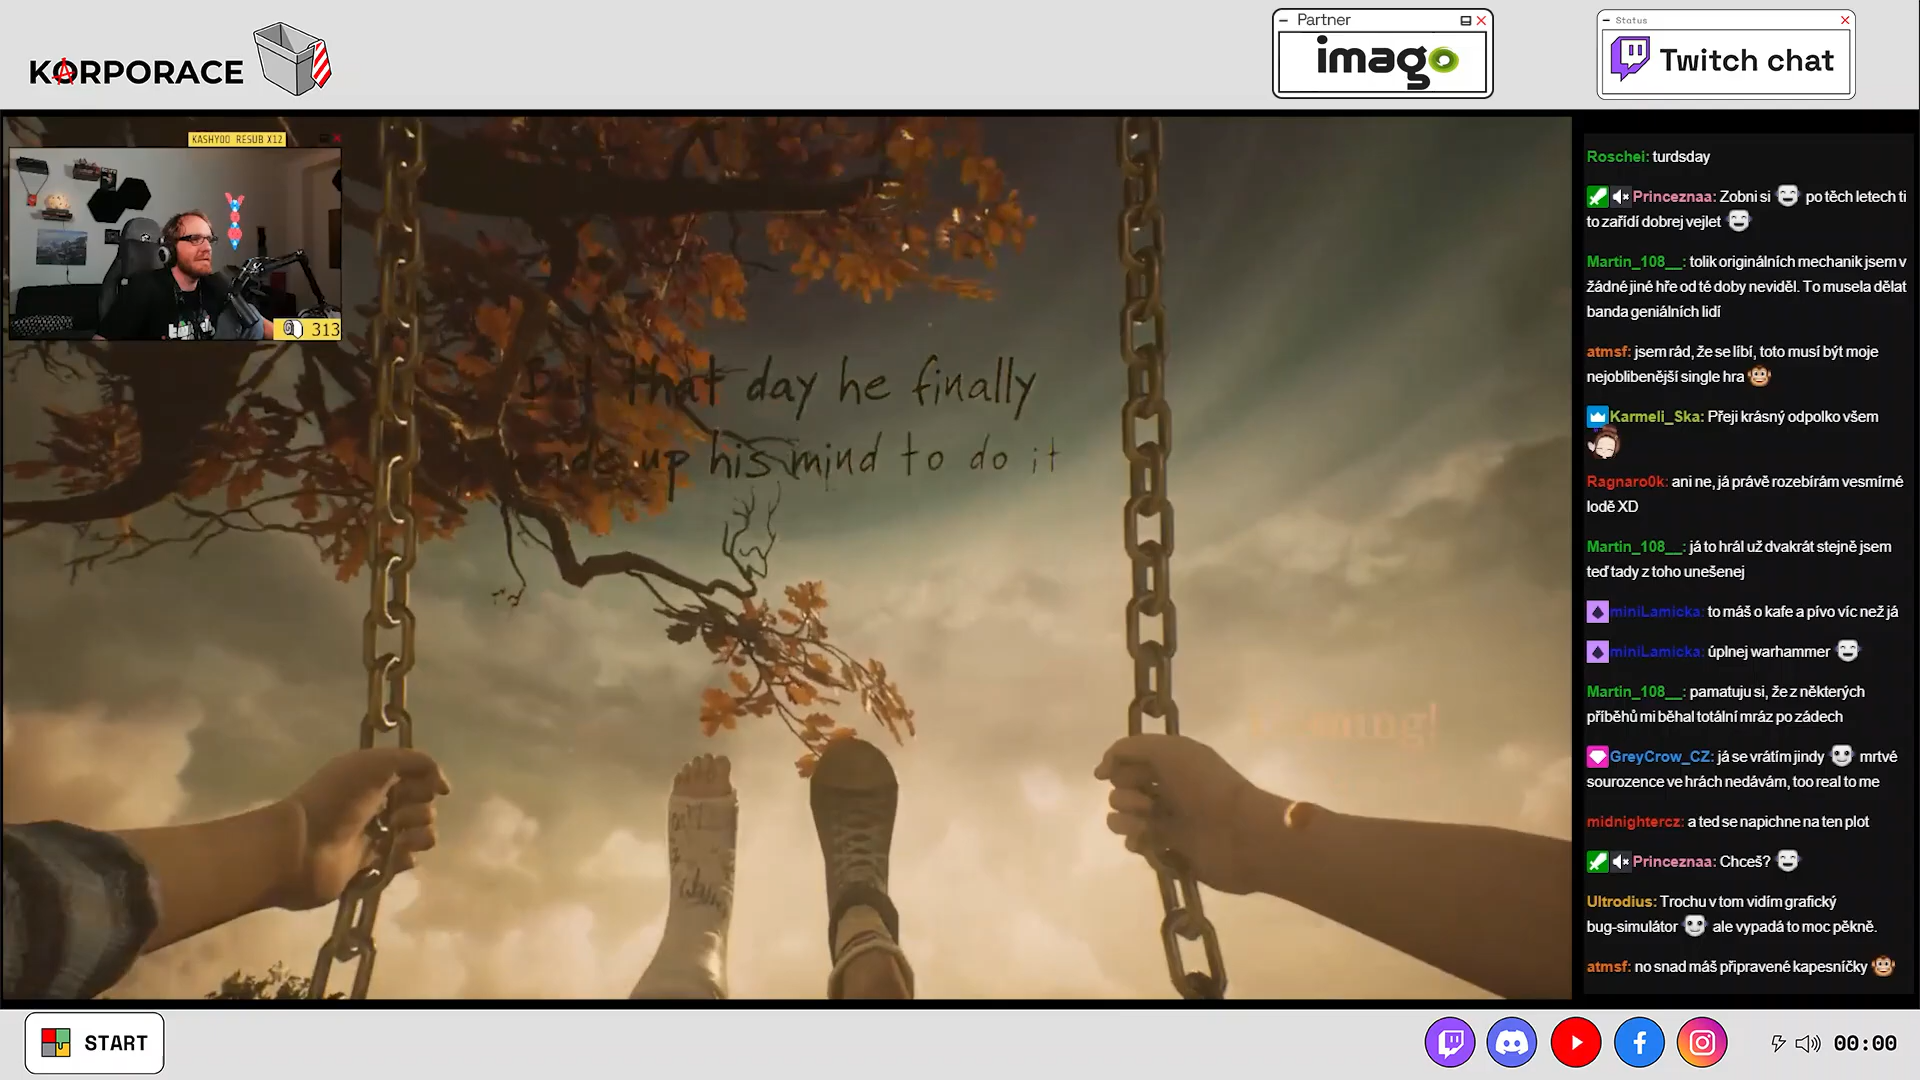 KORPORACE
Partner
imago
Status
Twitch chat
KASHYOO RESUB X12
313
But that day he finally
made up his mind to do it
Roschei: turdsday
Princeznaa: Zobni si po těch letech ti
to zařídí dobrej vejlet
Martin_108__: tolik originálních mechanik jsem v
žádné jiné hře od té doby neviděl. To musela dělat
banda geniálních lidí
atmsf: jsem rád, že se líbí, toto musí být moje
nejoblibenější single hra
Karmeli_Ska: Přeji krásný odpolko všem
Ragnaro0k: ani ne, já právě rozebírám vesmírné
lodě XD
Martin_108__: já to hrál už dvakrát stejně jsem
teď tady z toho unešenej
miniLamicka: to máš o kafe a pívo víc než já
miniLamicka: úplnej warhammer
Martin_108__: pamatuju si, že z některých
příběhů mi běhal totální mráz po zádech
GreyCrow_CZ: já se vrátím jindy mrtvé
sourozence ve hrách nedávám, too real to me
midnightercz: a ted se napichne na ten plot
Princeznaa: Chceš?
Ultrodius: Trochu v tom vidím grafický
bug-simulátor ale vypadá to moc pěkně.
atmsf: no snad máš připravené kapesníčky
START
00:00